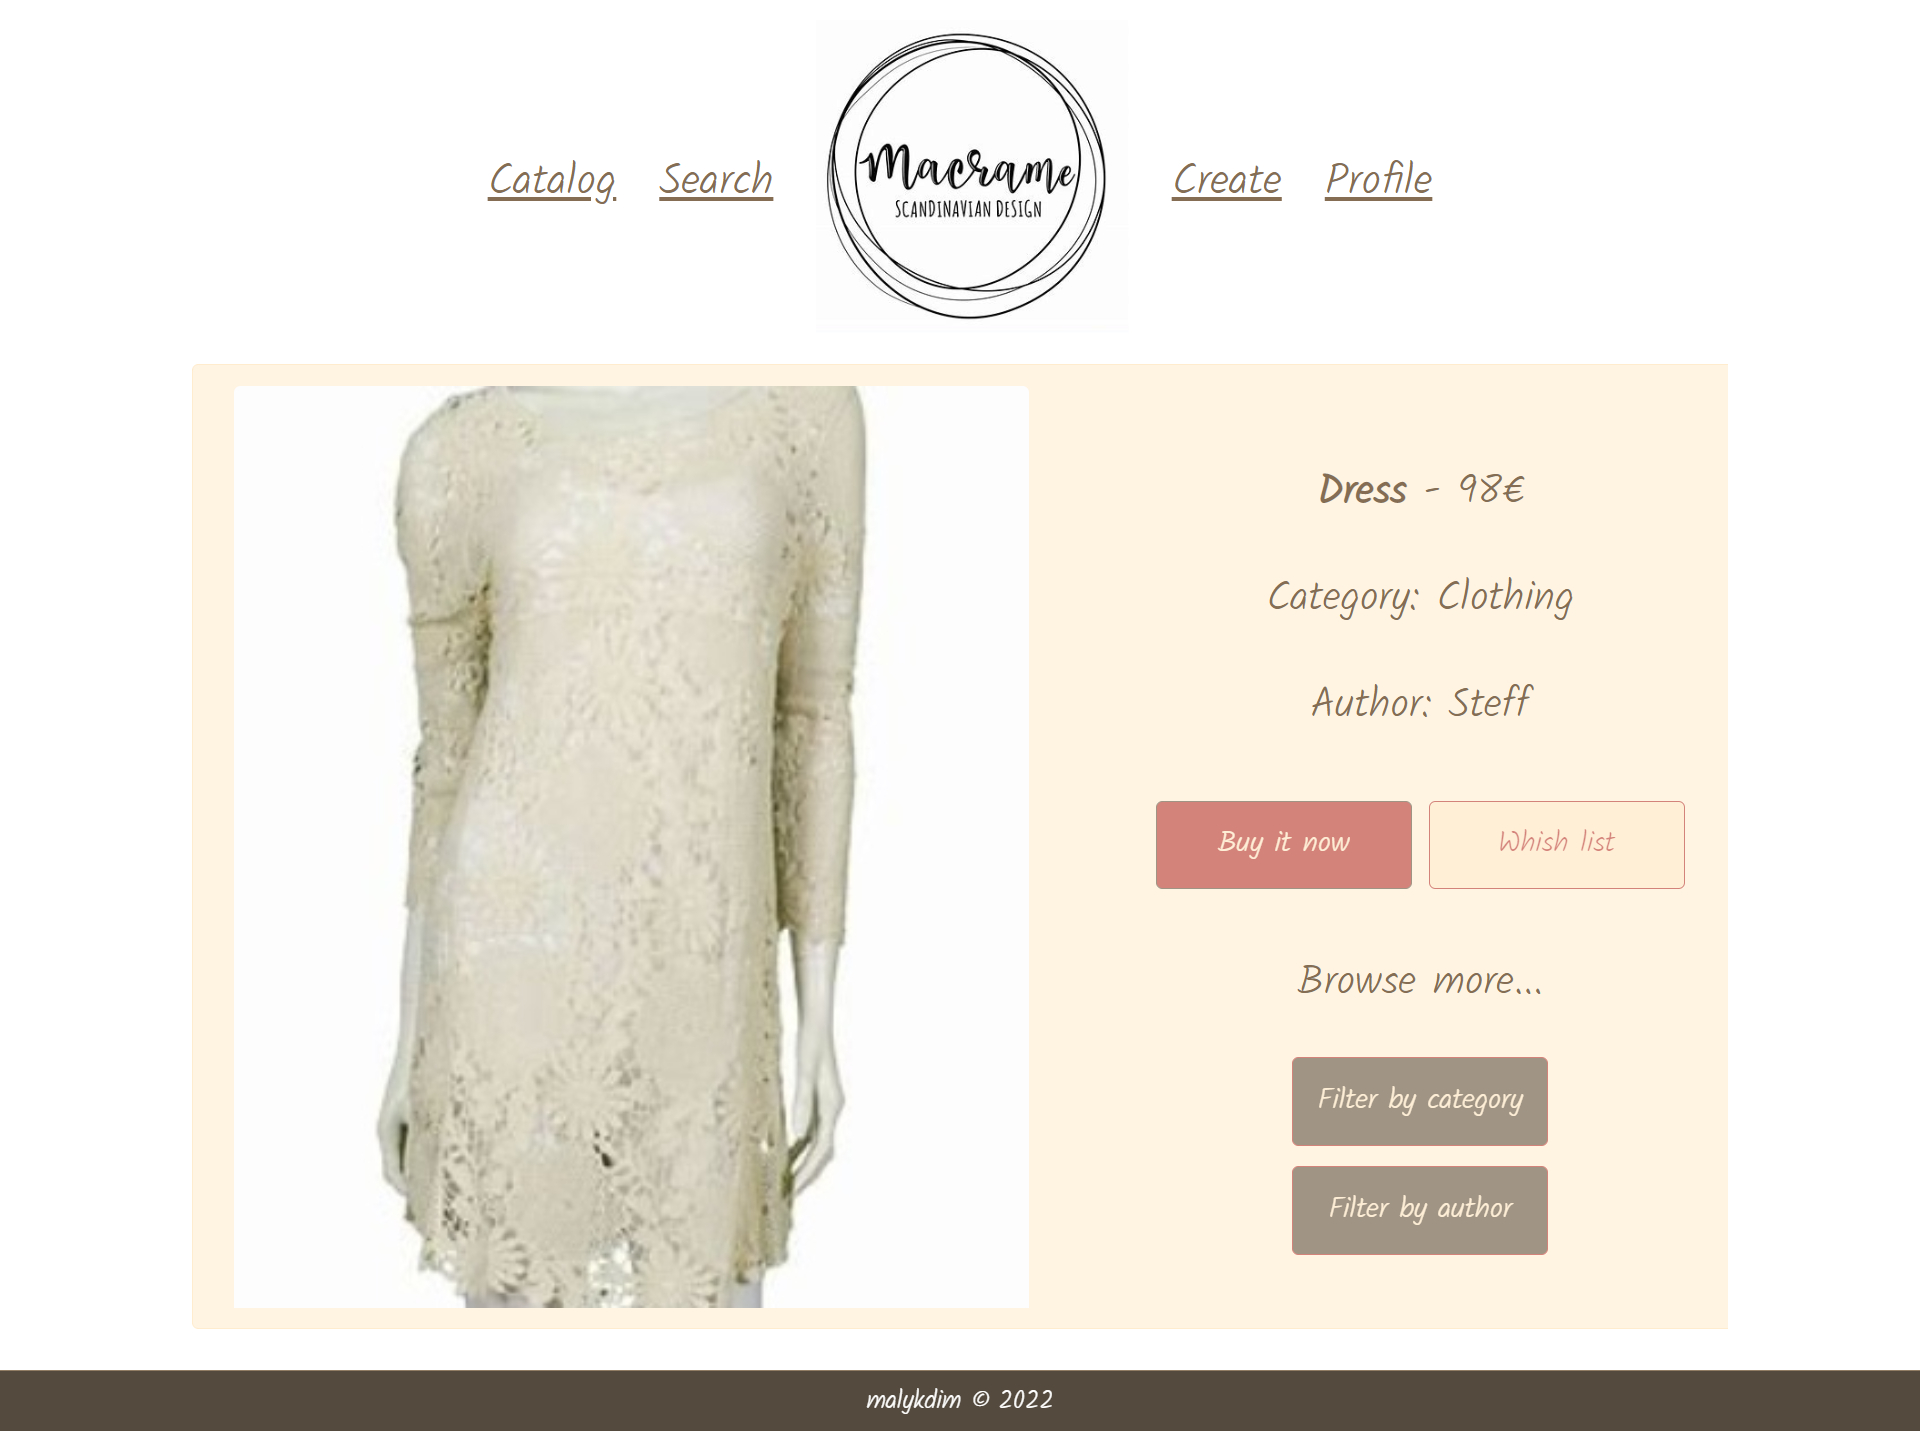 Catalog Search
Macrame
SCANDINAVIAN DESIGN
Create Profile
Dress - 98€
Category: Clothing
Author: Steff
Buy it now
Whish list
Browse more...
Filter by category
Filter by author
malykdim © 2022